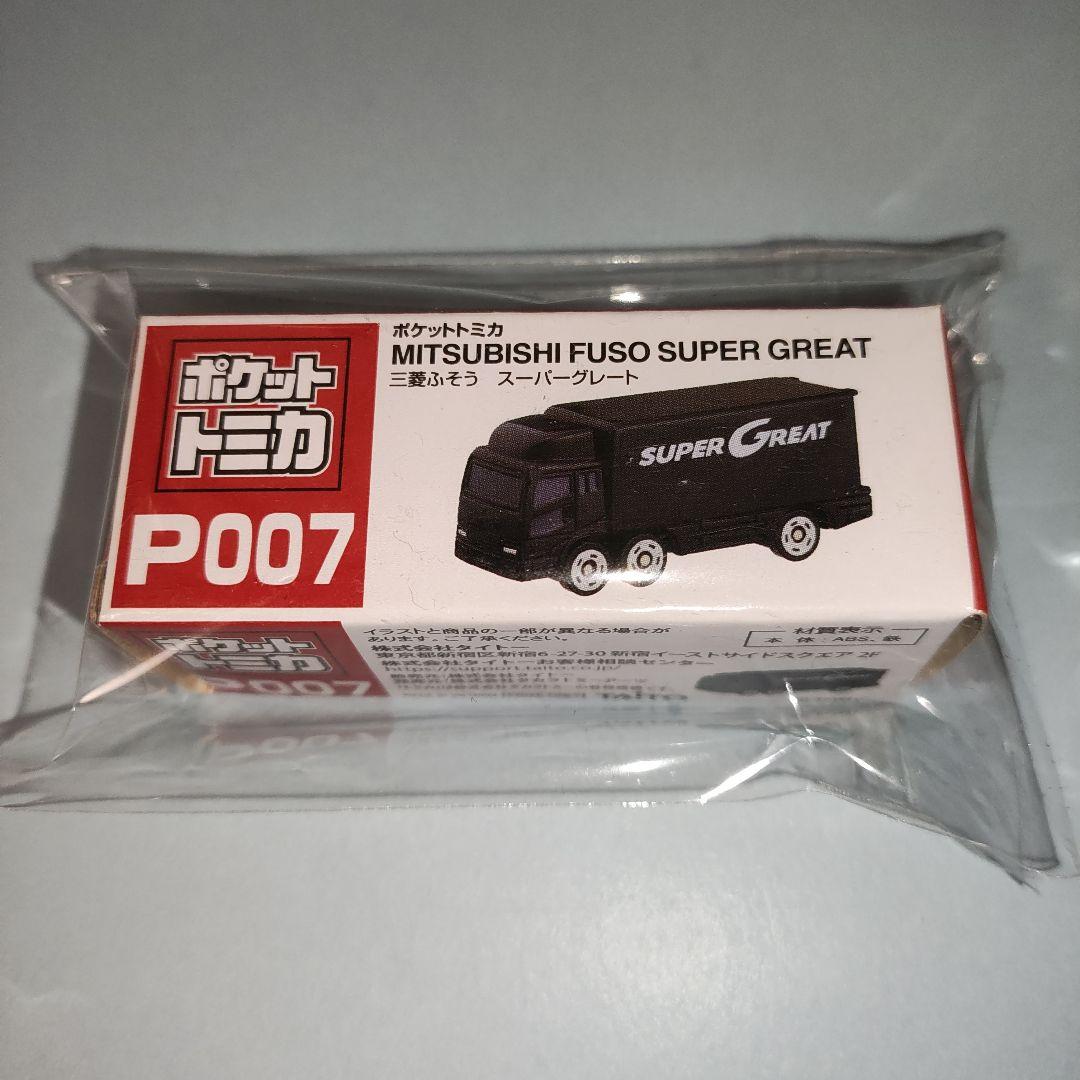 ポケット
トミカ
P007
ポケットトミカ
MITSUBISHI FUSO SUPER GREAT
三菱ふそう スーパーグレート
SUPER GREAT
ポケット
トミカ
P007
イラストと商品の一部が異なる場合が
あります。ご了承ください。
株式会社タイトー
東京都新宿区新宿6-27-30 新宿イーストサイドスクエア 2F
株式会社タイトーお客様相談センター
https://support.taito.co.jp/
材質表示
本体:ABS、鉄